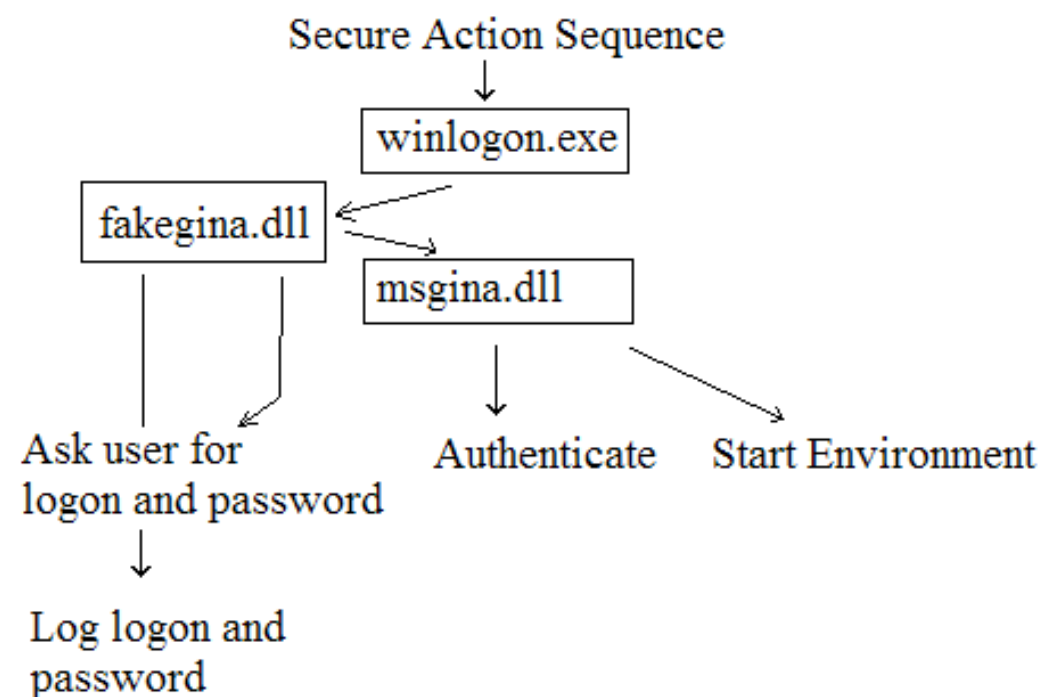 Secure Action Sequence
winlogon.exe
fakegina.dll
msgina.dll
Ask user for
logon and password
Authenticate
Start Environment
Log logon and
password